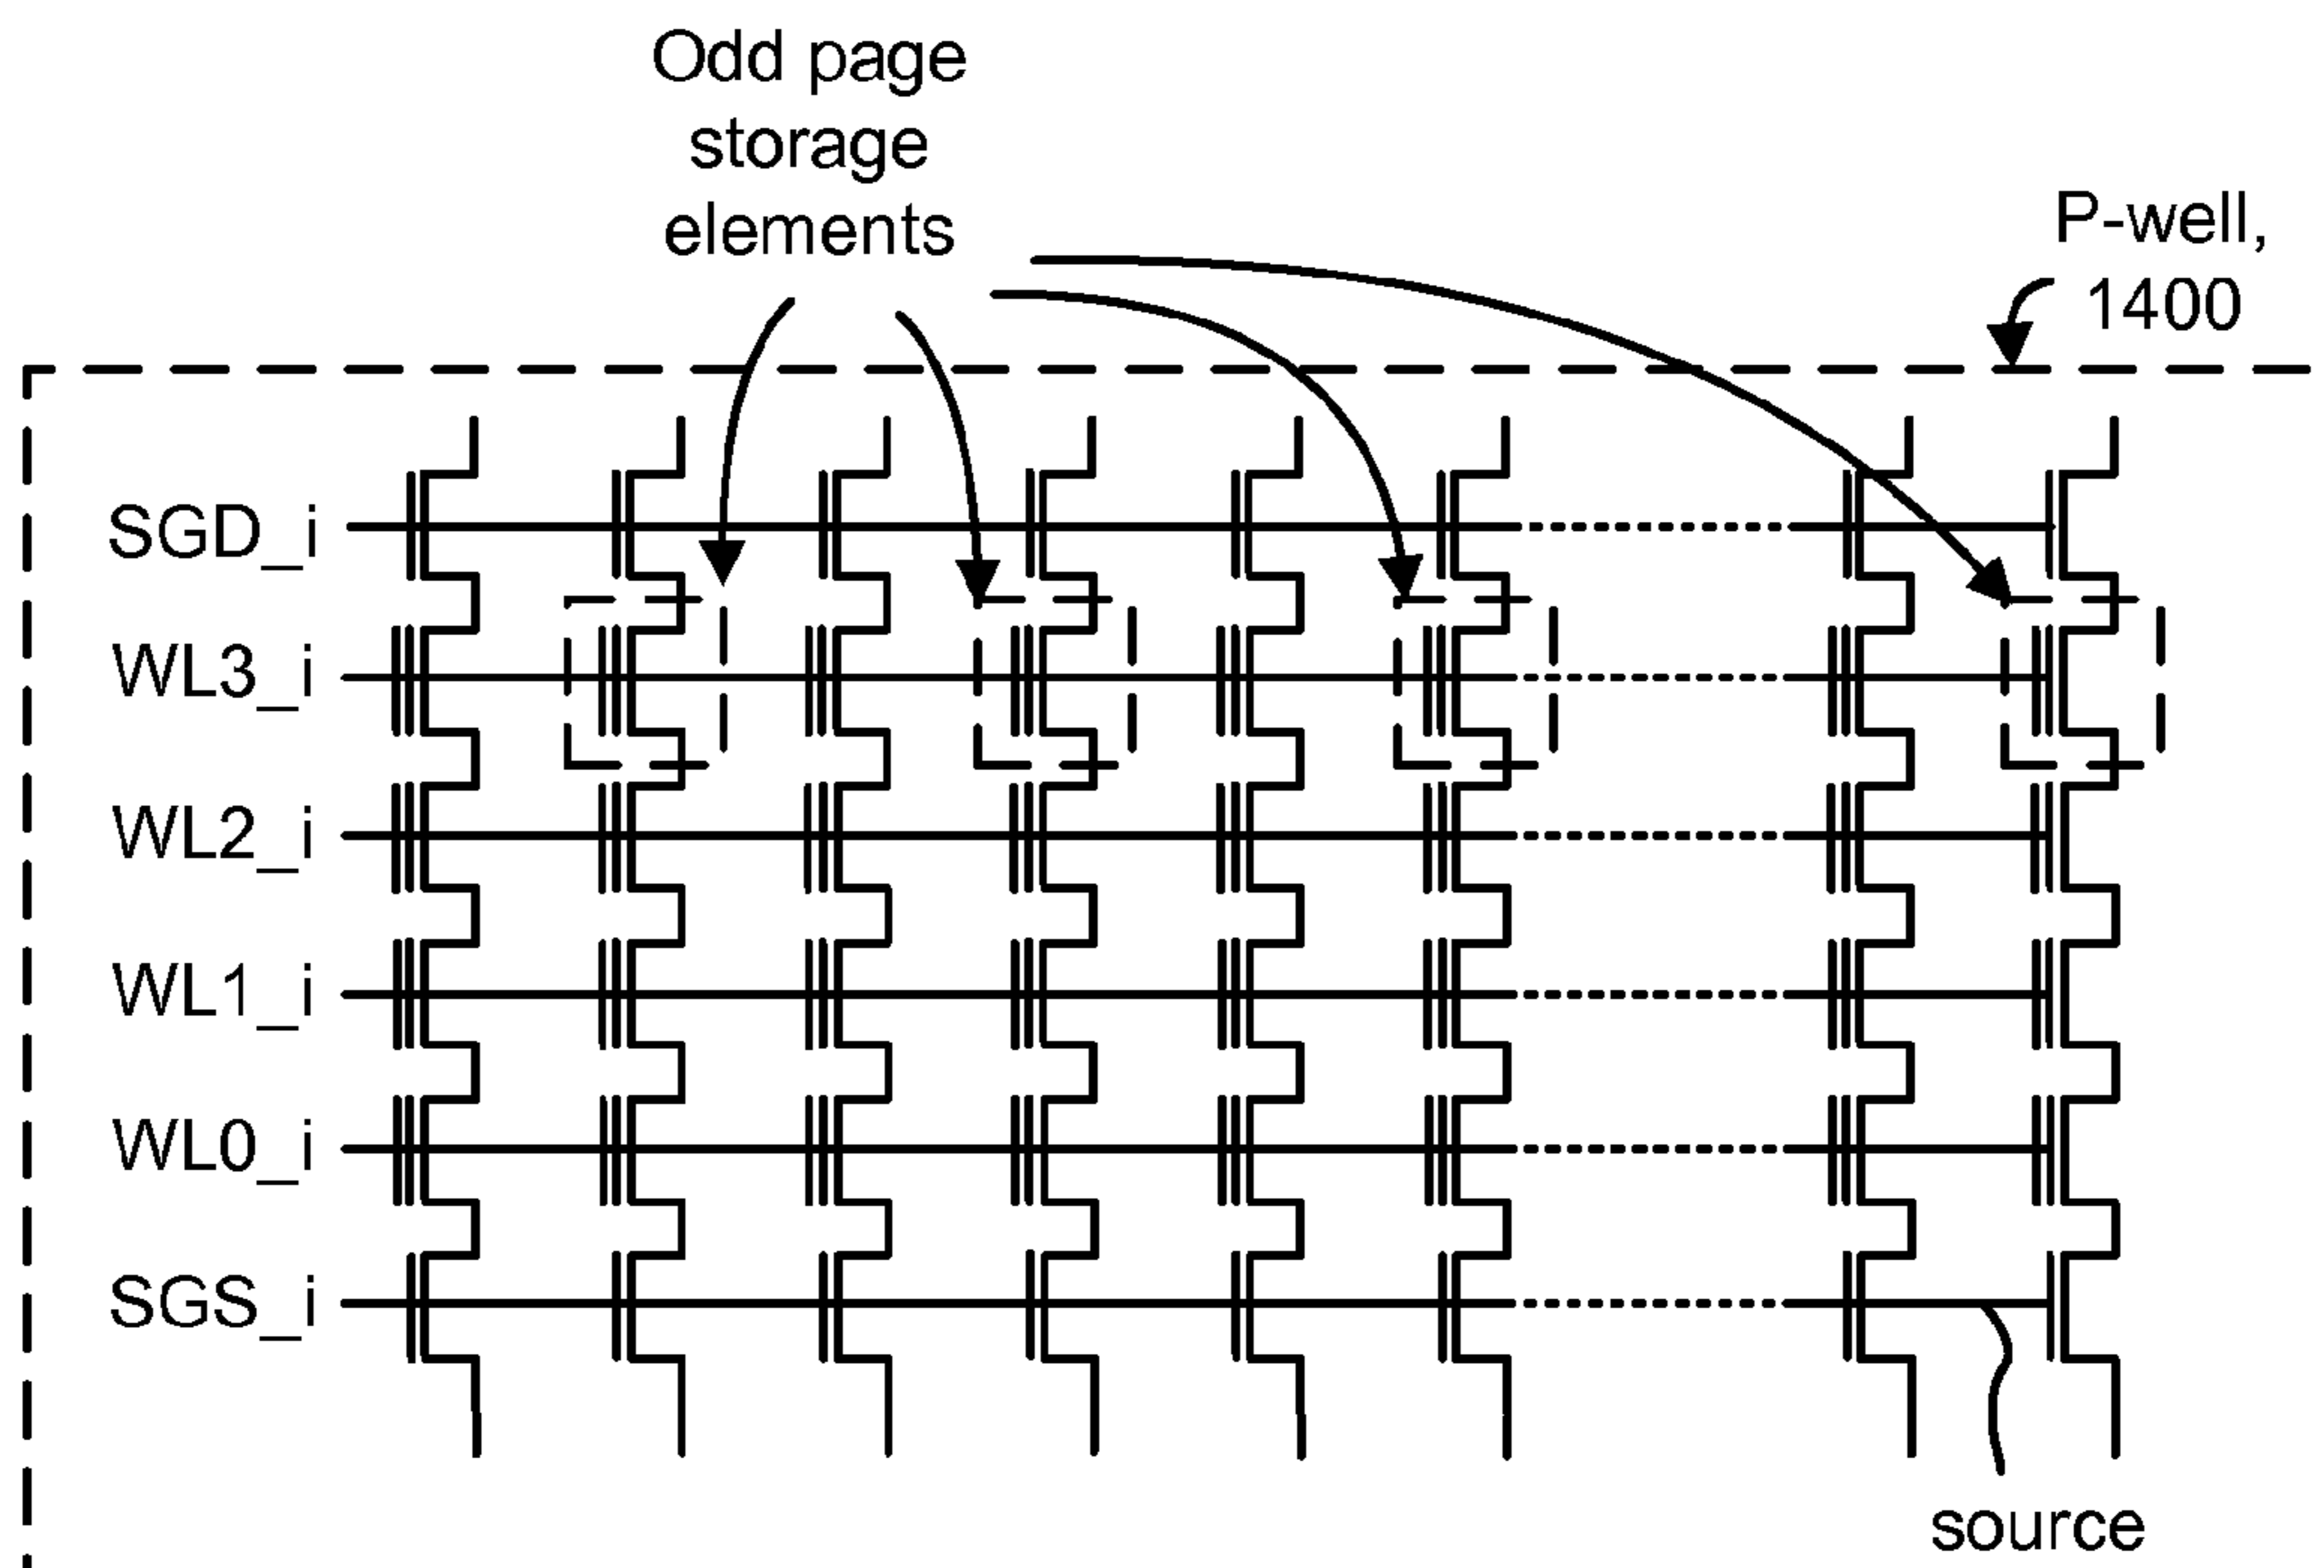 Odd page
storage
elements
P-well,
1400
SGD_i
WL3_i
WL2_i
WL1_i
WL0_i
SGS_i
source